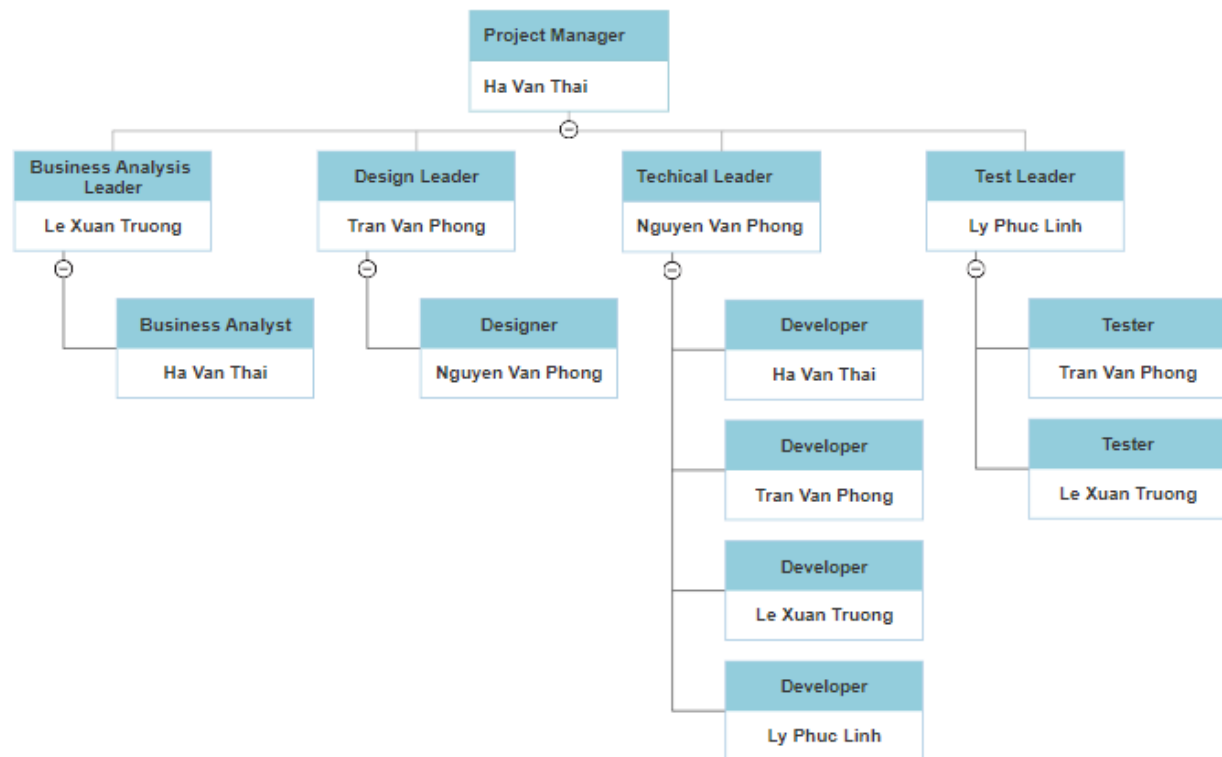 Project Manager
Ha Van Thai
Business Analysis
Leader
Le Xuan Truong
Design Leader
Tran Van Phong
Techical Leader
Nguyen Van Phong
Test Leader
Ly Phuc Linh
Business Analyst
Ha Van Thai
Designer
Nguyen Van Phong
Developer
Ha Van Thai
Developer
Tran Van Phong
Developer
Le Xuan Truong
Developer
Ly Phuc Linh
Tester
Tran Van Phong
Tester
Le Xuan Truong